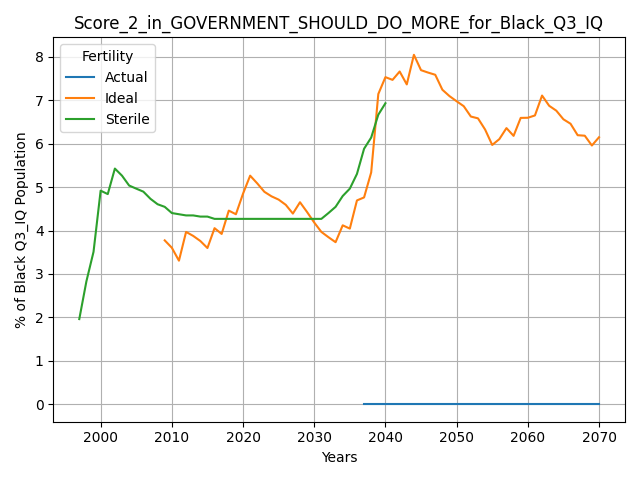 Score_2_in_GOVERNMENT_SHOULD_DO_MORE_for_Black_Q3_IQ
Fertility
Actual
Ideal
Sterile
% of Black Q3_IQ Population
8
7
6
5
4
3
2
1
0
2000 2010 2020 2030 2040 2050 2060 2070
Years